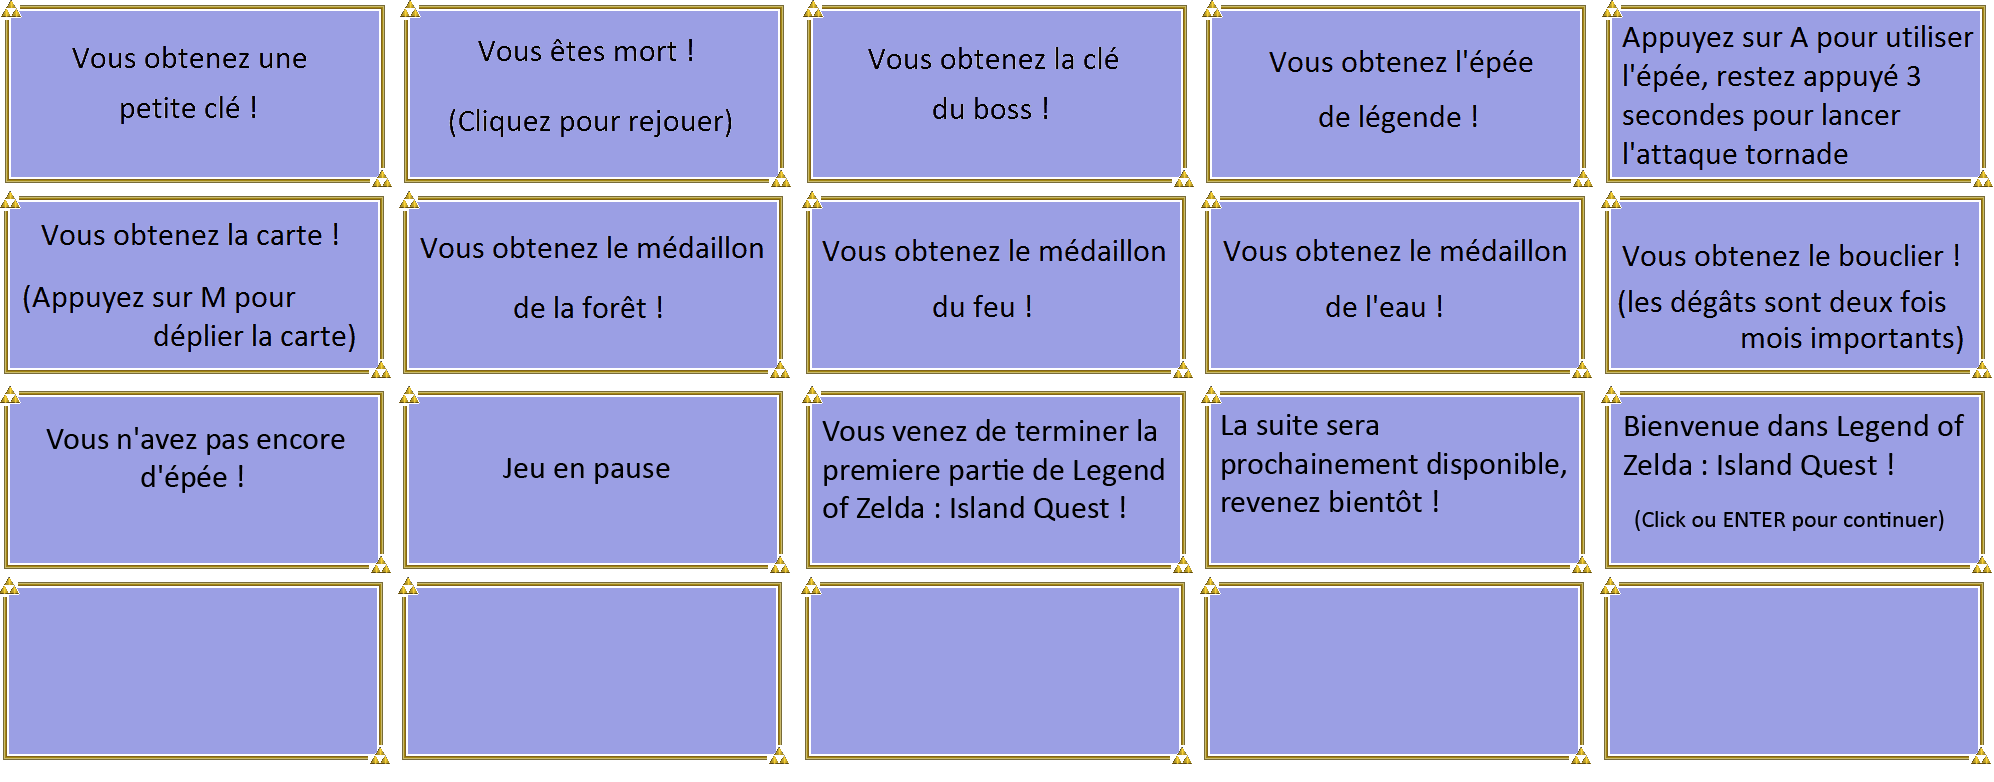 Vous obtenez une
petite clé !
Vous êtes mort !
(Cliquez pour rejouer)
Vous obtenez la clé
du boss !
Vous obtenez l'épée
de légende !
Appuyez sur A pour utiliser
l'épée, restez appuyé 3
secondes pour lancer
l'attaque tornade
Vous obtenez la carte !
(Appuyez sur M pour
déplier la carte)
Vous obtenez le médaillon
de la forêt !
Vous obtenez le médaillon
du feu !
Vous obtenez le médaillon
de l'eau !
Vous obtenez le bouclier !
(les dégâts sont deux fois
mois importants)
Vous n'avez pas encore
d'épée !
Jeu en pause
Vous venez de terminer la
premiere partie de Legend
of Zelda : Island Quest !
La suite sera
prochainement disponible,
revenez bientôt !
Bienvenue dans Legend of
Zelda : Island Quest !
(Click ou ENTER pour continuer)